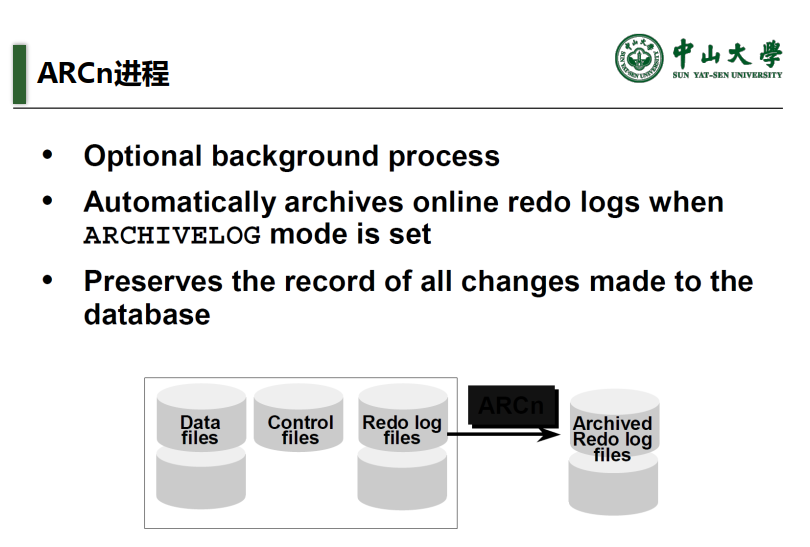 ARCn进程
中山大學
SUN YAT-SEN UNIVERSITY
• Optional background process
• Automatically archives online redo logs when
ARCHIVELOG mode is set
• Preserves the record of all changes made to the
database
Data
files
Control
files
Redo log
files
ARCn
Archived
Redo log
files